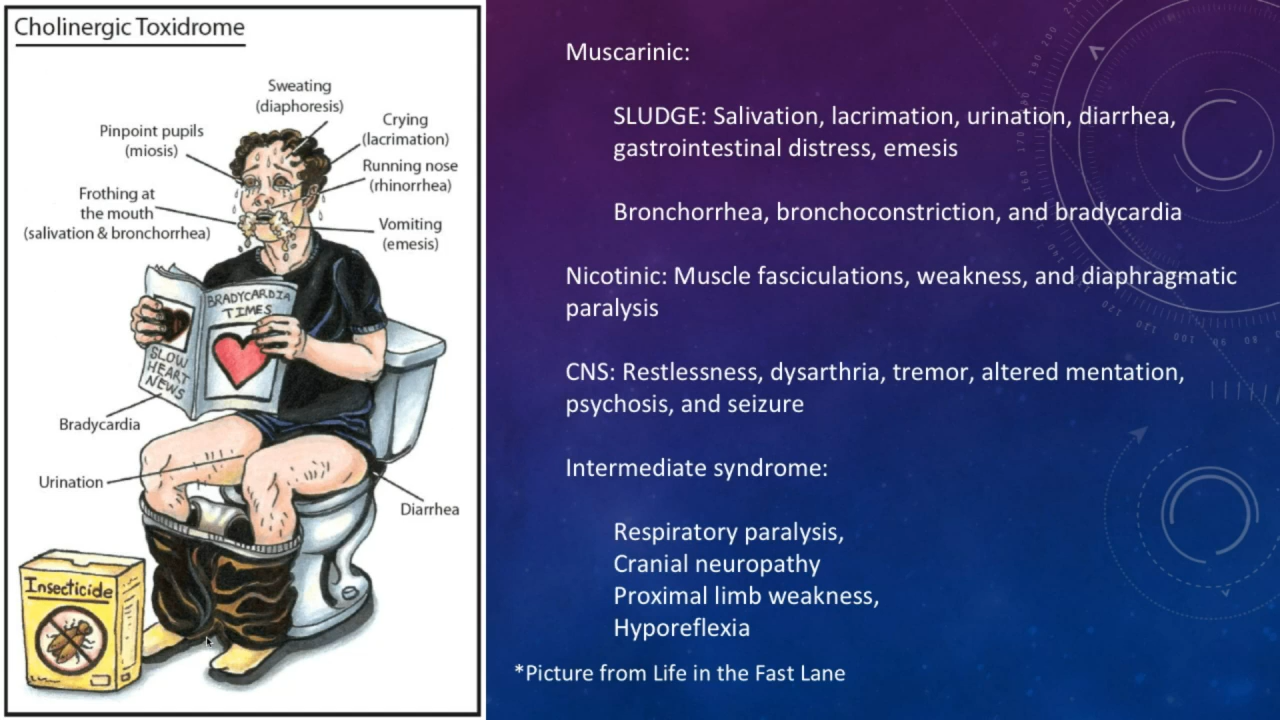 Cholinergic Toxidrome
Sweating
(diaphoresis)
Crying
(lacrimation)
Pinpoint pupils
(miosis)
Running nose
(rhinorrhea)
Frothing at
the mouth
(salivation & bronchorrhea)
Vomiting
(emesis)
BRADYCARDIA
TIMES
SLOW
HEART
NEWS
Bradycardia
Urination
Diarrhea
Insecticide
Muscarinic:
SLUDGE: Salivation, lacrimation, urination, diarrhea,
gastrointestinal distress, emesis
Bronchorrhea, bronchoconstriction, and bradycardia
Nicotinic: Muscle fasciculations, weakness, and diaphragmatic
paralysis
CNS: Restlessness, dysarthria, tremor, altered mentation,
psychosis, and seizure
Intermediate syndrome:
Respiratory paralysis,
Cranial neuropathy
Proximal limb weakness,
Hyporeflexia
*Picture from Life in the Fast Lane